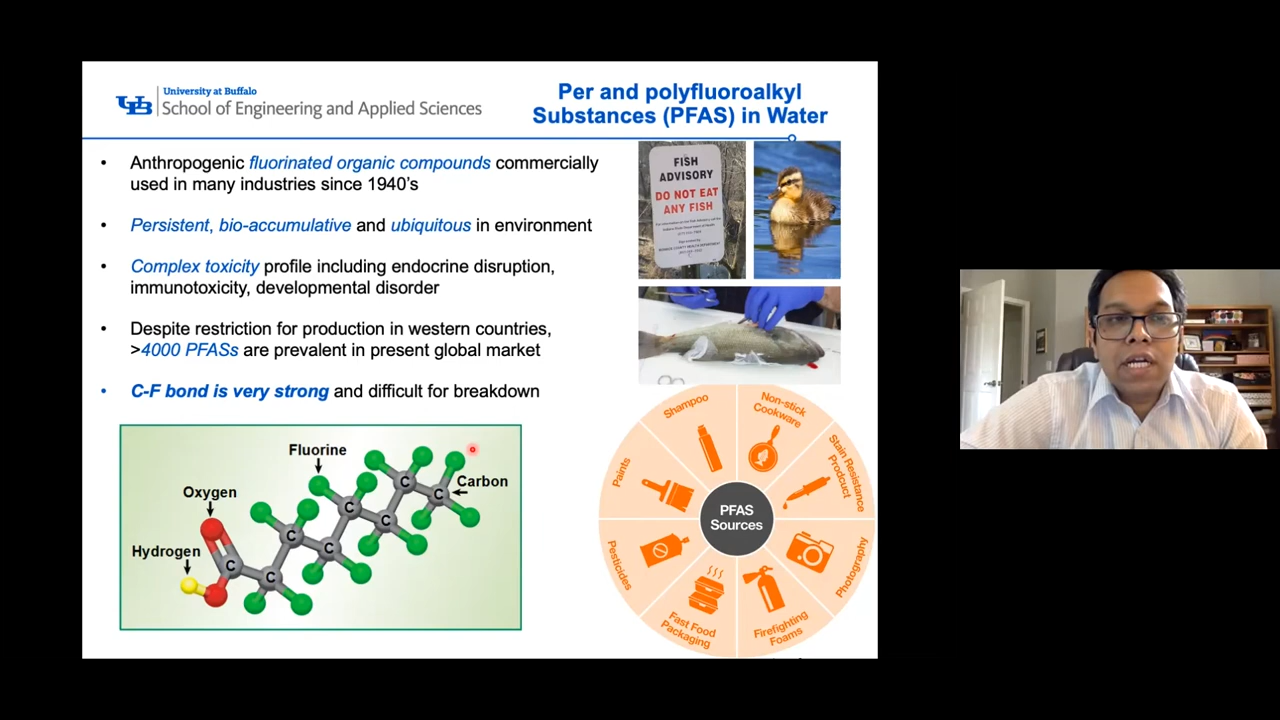 University at Buffalo
UB School of Engineering and Applied Sciences
Per and polyfluoroalkyl
Substances (PFAS) in Water
• Anthropogenic fluorinated organic compounds commercially
used in many industries since 1940’s
• Persistent, bio-accumulative and ubiquitous in environment
• Complex toxicity profile including endocrine disruption,
immunotoxicity, developmental disorder
• Despite restriction for production in western countries,
>4000 PFASs are prevalent in present global market
• C-F bond is very strong and difficult for breakdown
FISH
ADVISORY
DO NOT EAT
ANY FISH
Fluorine
Oxygen
Carbon
Hydrogen
C
C
C
C
C
C
C
C
PFAS
Sources
Shampoo
Non-stick
Cookware
Stain Resistance
Prodcuct
Photography
Firefighting
Foams
Fast Food
Packaging
Pesticides
Paints